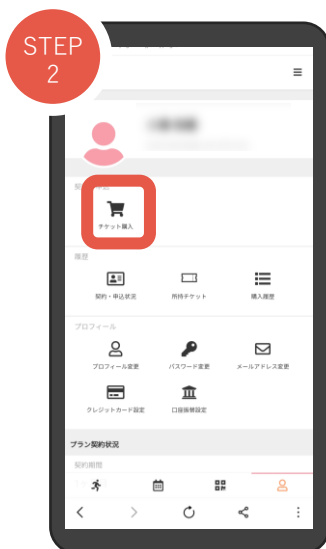 STEP
2
チケット購入
履歴
契約・申込状況
所持チケット
購入履歴
プロフィール
プロフィール変更
パスワード変更
メールアドレス変更
クレジットカード設定
口座振替設定
プラン契約状況
契約期間